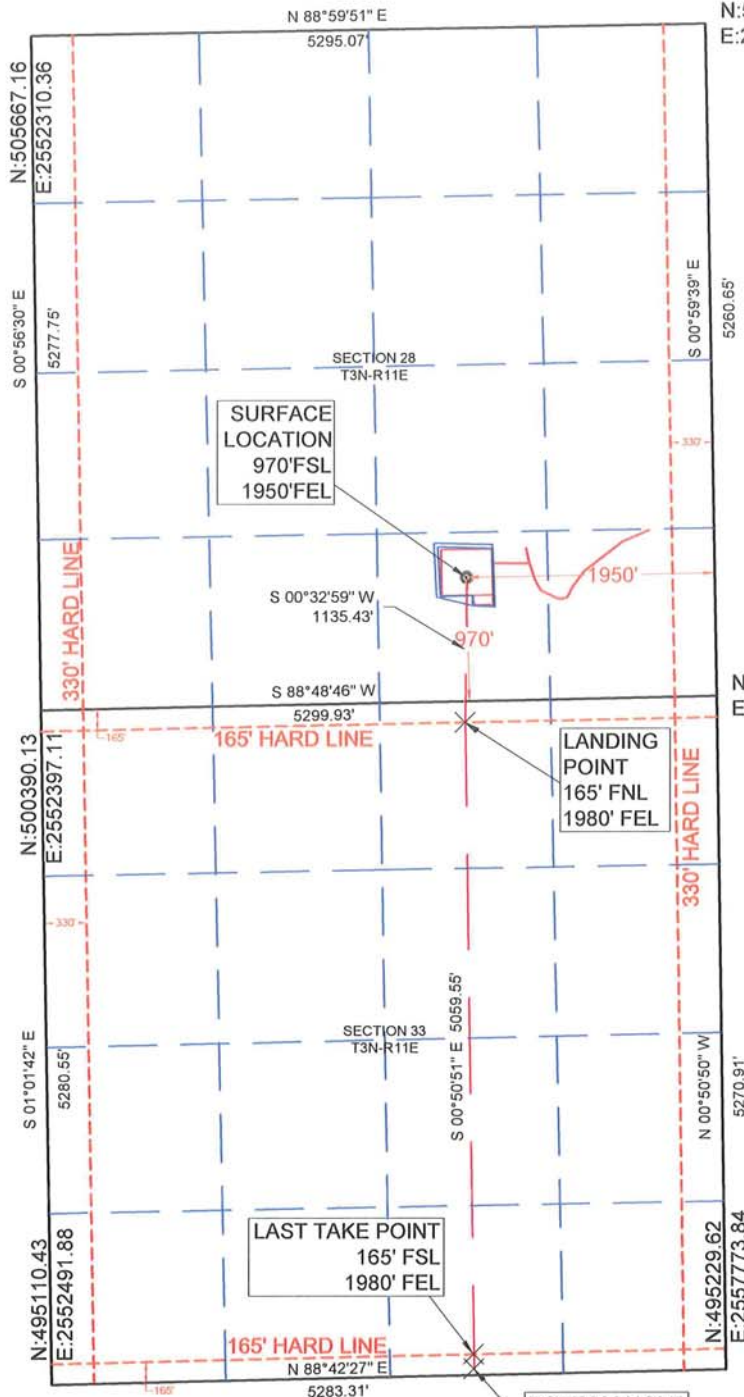 N 88°59'51" E
5295.07'
N:5
E:2
N:505667.16
E:2552310.36
S 00°56'30" E
5277.75'
S 00°59'39" E
5260.65'
SECTION 28
T3N-R11E
SURFACE
LOCATION
970'FSL
1950'FEL
330'
1950'
S 00°32'59" W
1135.43'
970'
330' HARD LINE
S 88°48'46" W
5299.93'
N
E
165'
165' HARD LINE
N:500390.13
E:2552397.11
LANDING
POINT
165' FNL
1980' FEL
330' HARD LINE
330'
SECTION 33
T3N-R11E
S 00°50'51" E 5059.55'
S 01°01'42" E
5280.55'
N 00°50'50" W
5270.91'
LAST TAKE POINT
165' FSL
1980' FEL
N:495110.43
E:2552491.88
N:495229.62
E:2557773.84
165' HARD LINE
N 88°42'27" E
5283.31'
165'